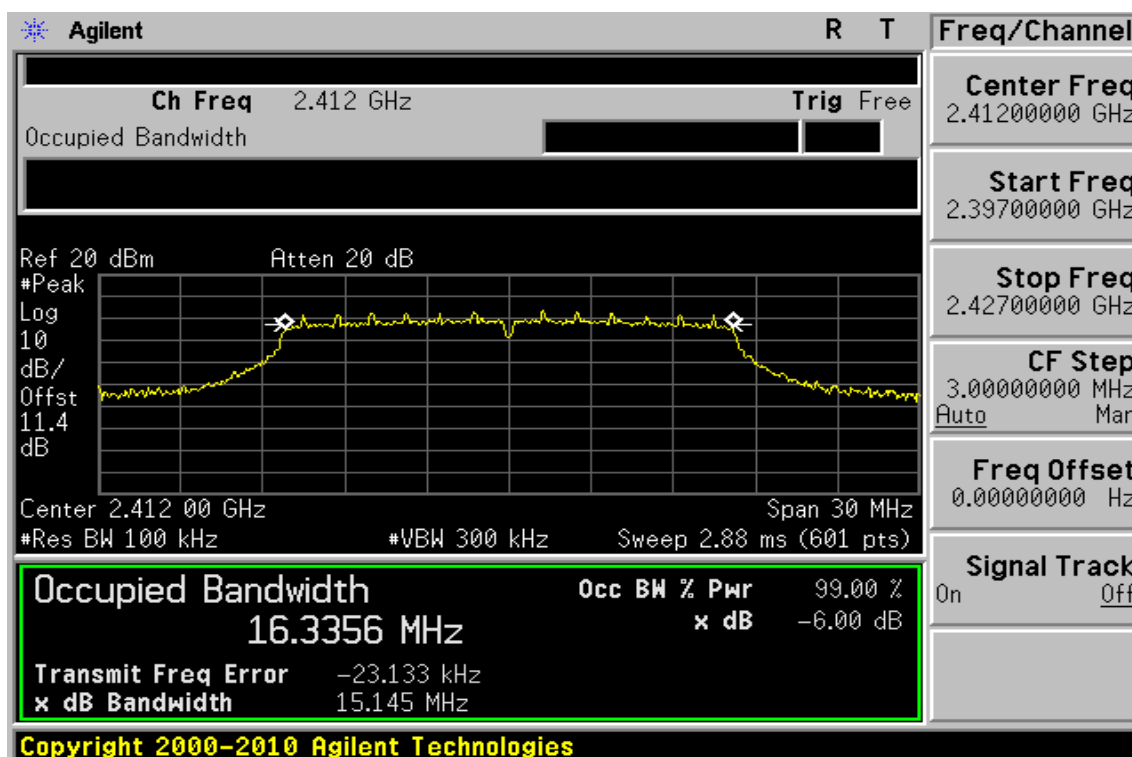 Agilent R T
Ch Freq 2.412 GHz Trig Free
Occupied Bandwidth
Ref 20 dBm Atten 20 dB
#Peak
Log
10
dB/
Offst
11.4
dB
Center 2.412 00 GHz Span 30 MHz
#Res BW 100 kHz #VBW 300 kHz Sweep 2.88 ms (601 pts)
Occupied Bandwidth Occ BW % Pwr 99.00 %
16.3356 MHz x dB -6.00 dB
Transmit Freq Error -23.133 kHz
x dB Bandwidth 15.145 MHz
Copyright 2000-2010 Agilent Technologies
Freq/Channel
Center Freq
2.41200000 GHz
Start Freq
2.39700000 GHz
Stop Freq
2.42700000 GHz
CF Step
3.00000000 MHz
Auto Man
Freq Offset
0.00000000 Hz
Signal Track
On Off